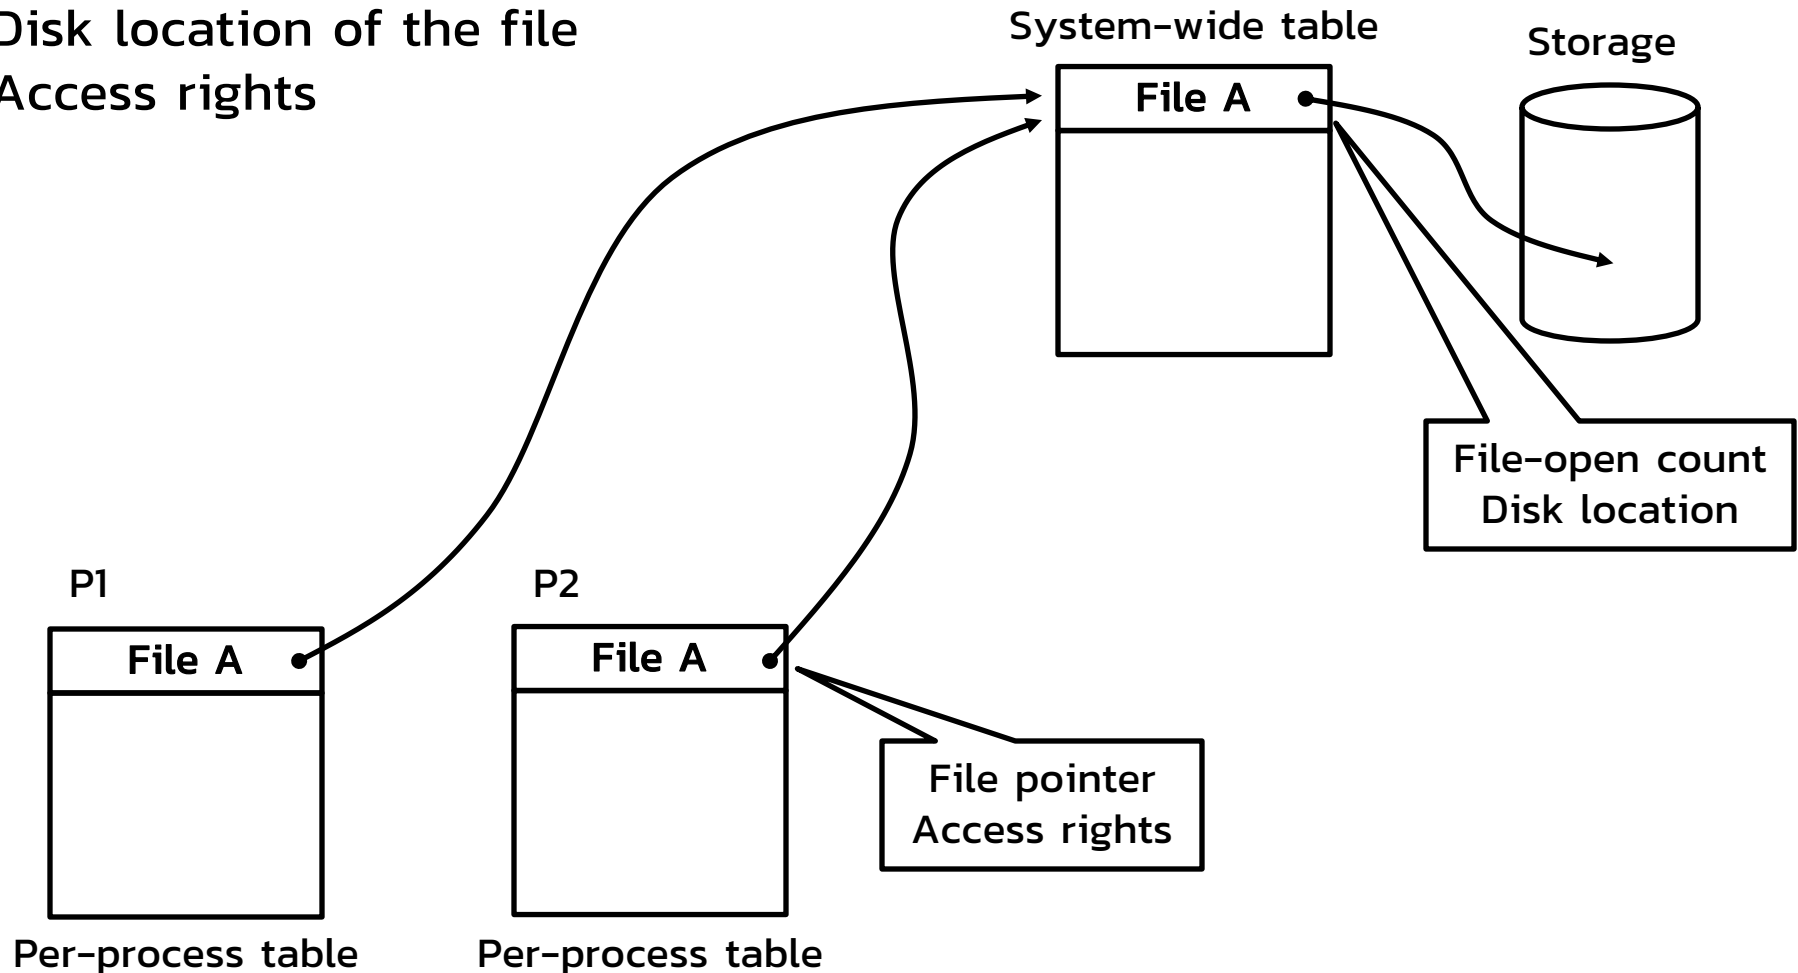 Disk location of the file
Access rights
System-wide table
Storage
File A
File-open count
Disk location
P1
P2
File A
File A
File pointer
Access rights
Per-process table
Per-process table